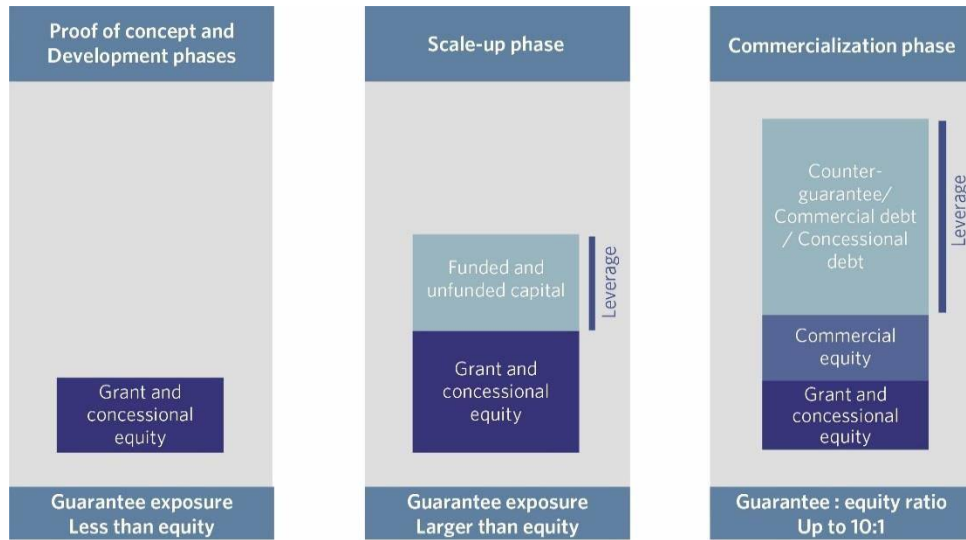 Proof of concept and
Development phases
Grant and
concessional
equity
Guarantee exposure
Less than equity
Scale-up phase
Funded and
unfunded capital
Leverage
Grant and
concessional
equity
Guarantee exposure
Larger than equity
Commercialization phase
Counter-
guarantee/
Commercial debt
/ Concessional
debt
Leverage
Commercial
equity
Grant and
concessional
equity
Guarantee : equity ratio
Up to 10:1